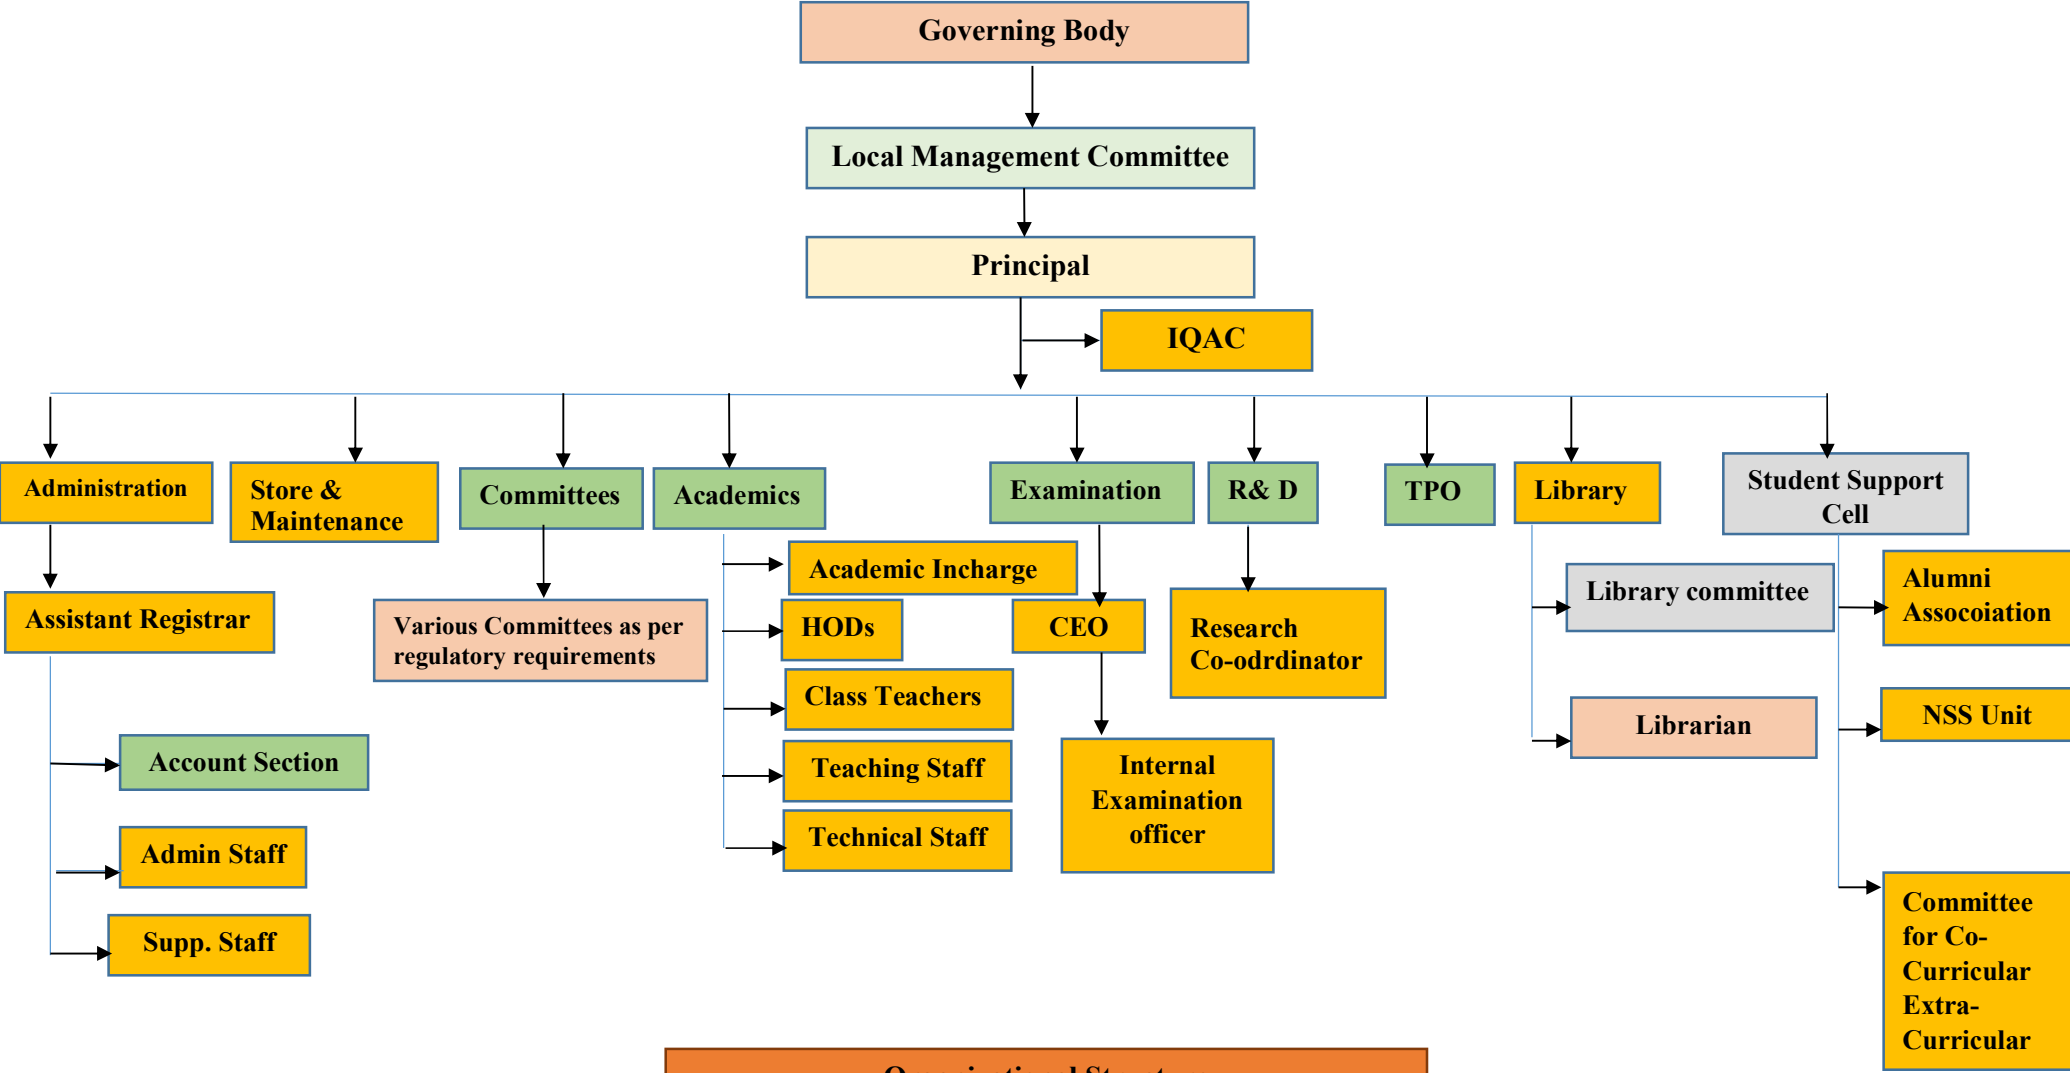 Governing Body
Local Management Committee
Principal
IQAC
Administration
Store &
Maintenance
Committees
Academics
Examination
R& D
TPO
Library
Student Support
Cell
Assistant Registrar
Account Section
Admin Staff
Supp. Staff
Various Committees as per
regulatory requirements
Academic Incharge
HODs
Class Teachers
Teaching Staff
Technical Staff
CEO
Internal
Examination
officer
Research
Co-odrdinator
Library committee
Librarian
Alumni
Assocoiation
NSS Unit
Committee
for Co-
Curricular
Extra-
Curricular
Organizational Structure